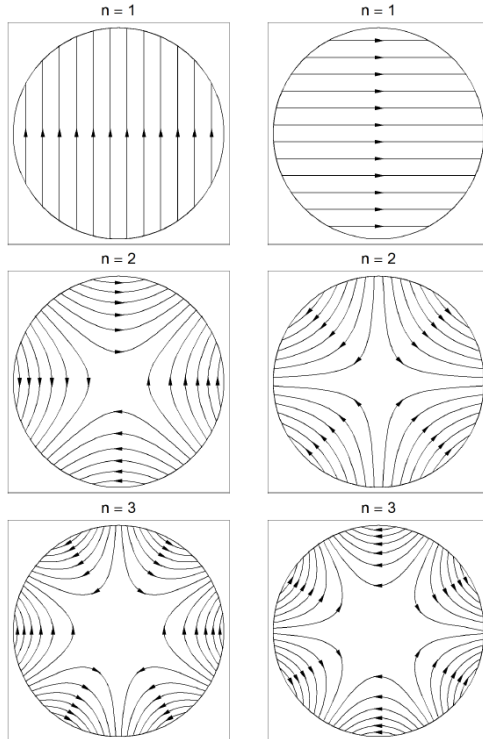 n = 1
n = 1
n = 2
n = 2
n = 3
n = 3